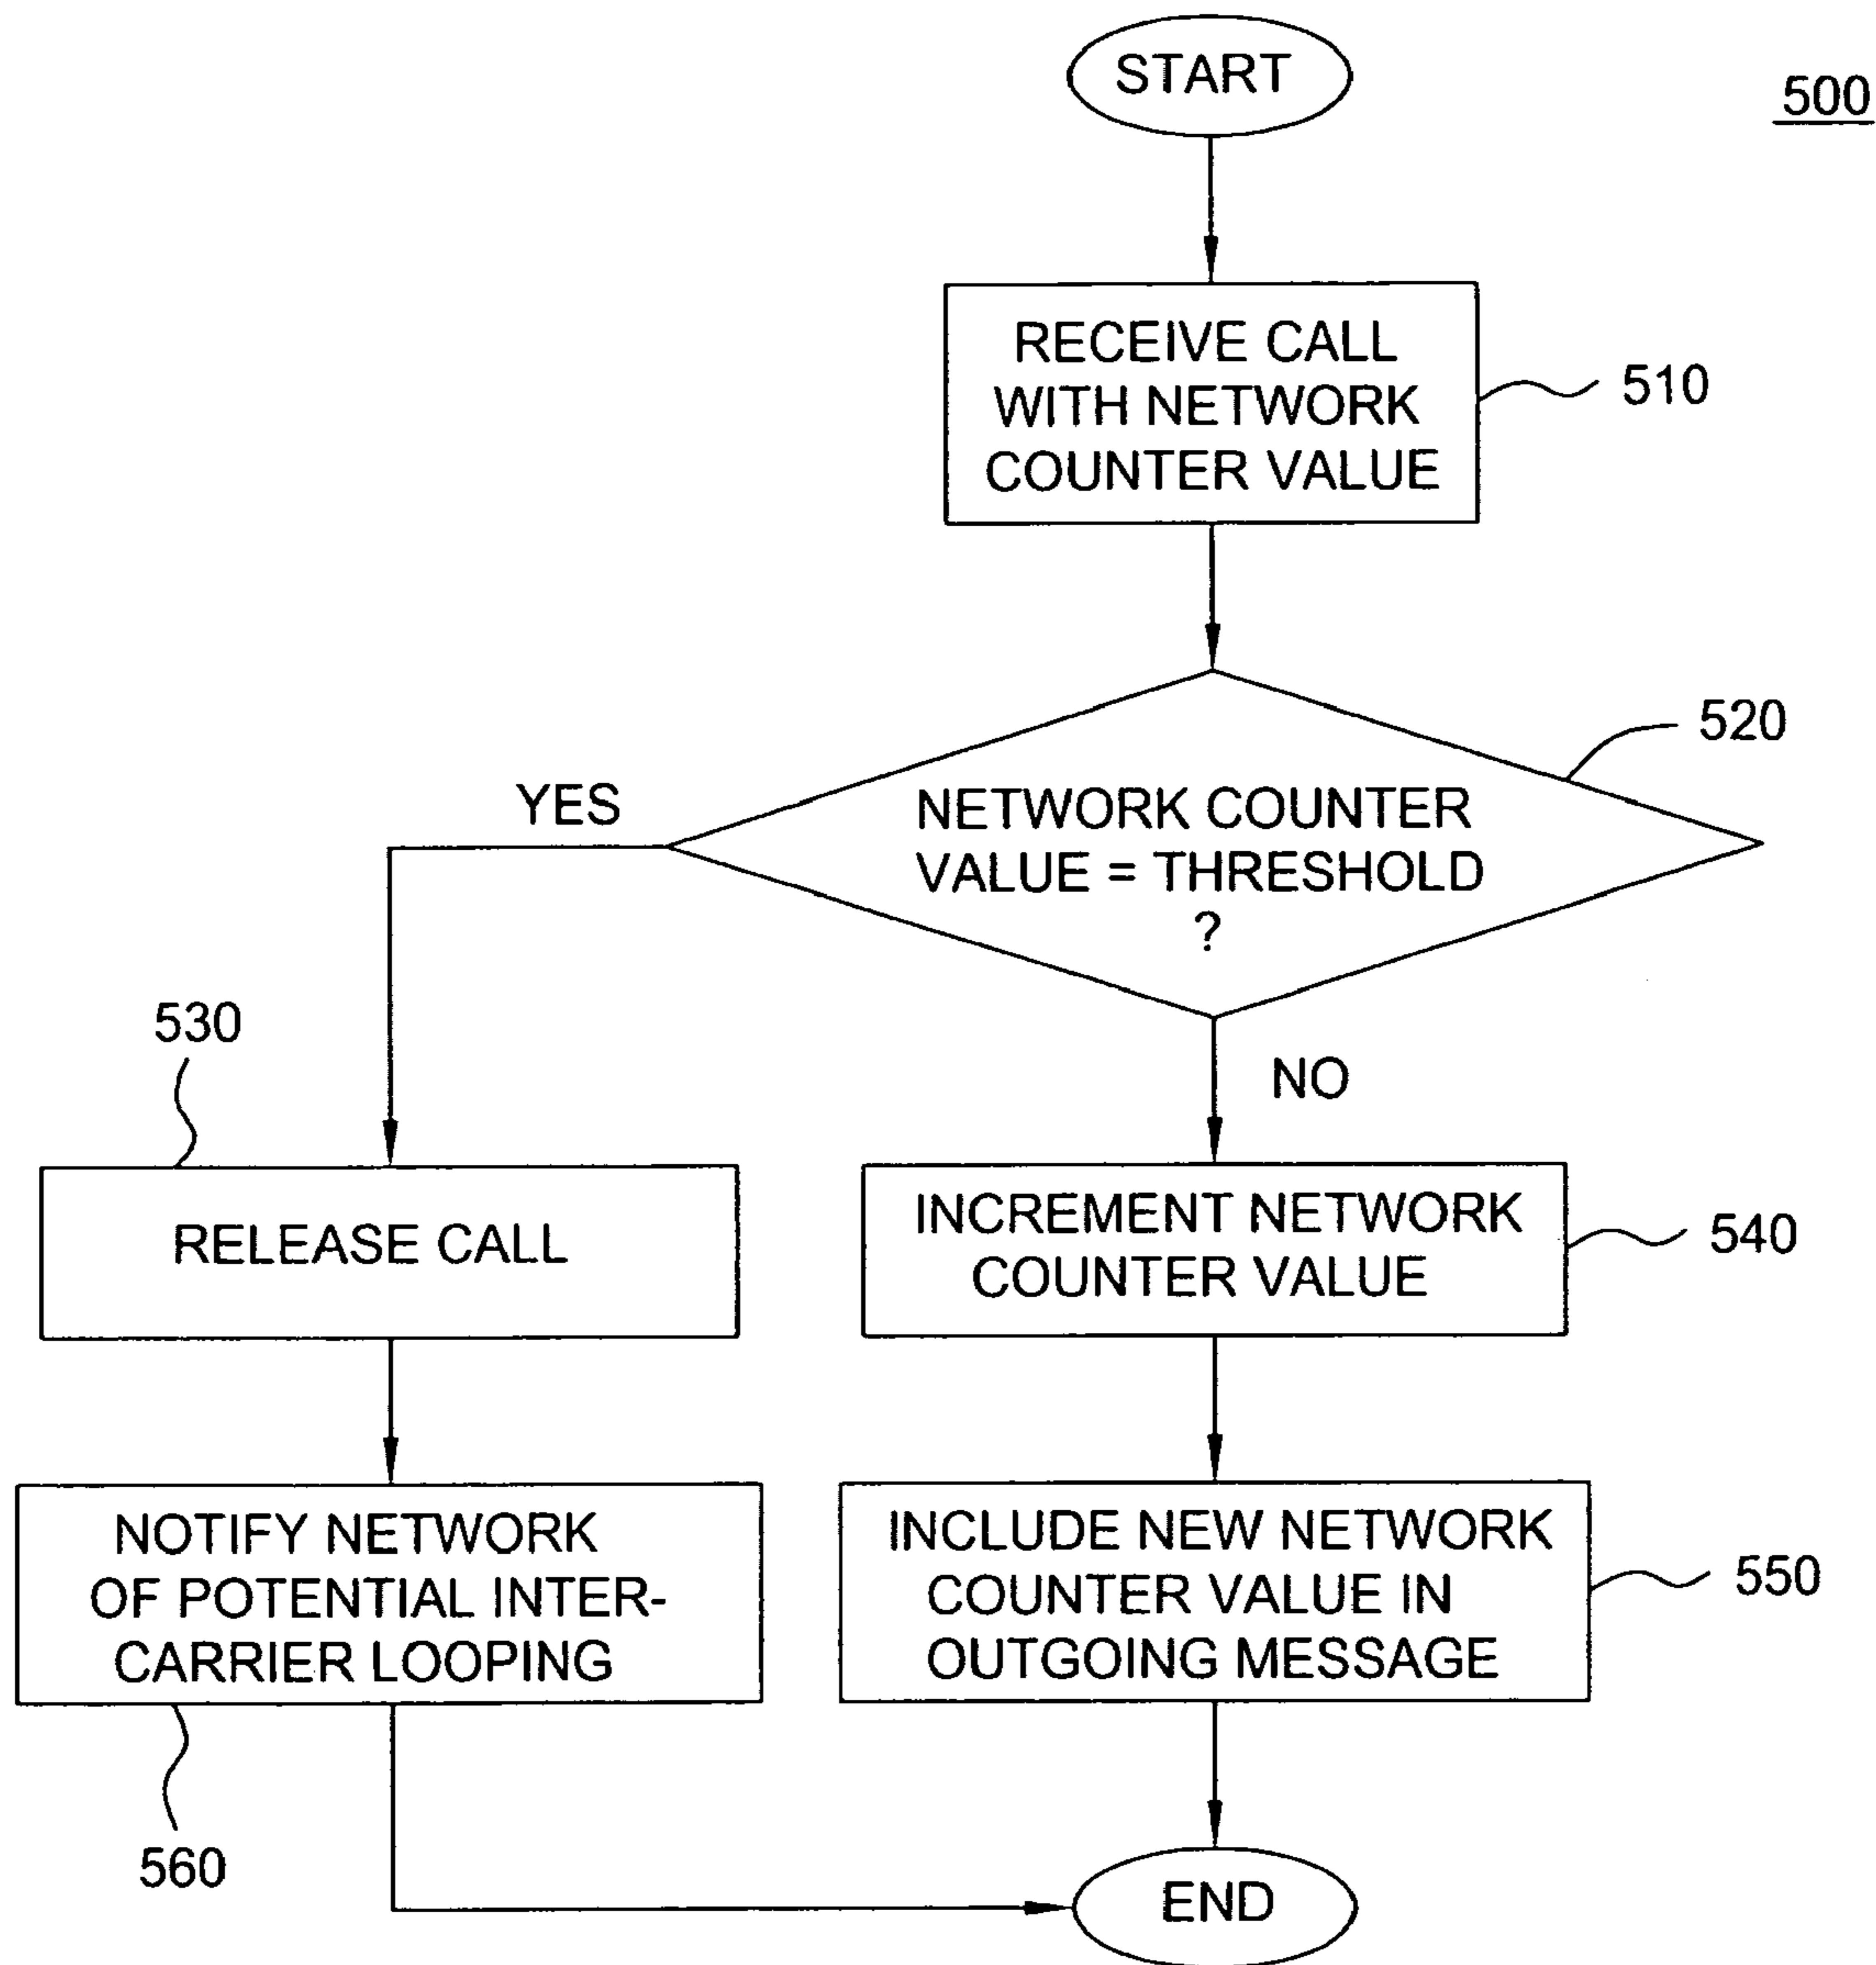 START
500
RECEIVE CALL
WITH NETWORK
COUNTER VALUE
510
520
NETWORK COUNTER
VALUE = THRESHOLD
?
YES
NO
530
RELEASE CALL
INCREMENT NETWORK
COUNTER VALUE
540
NOTIFY NETWORK
OF POTENTIAL INTER-
CARRIER LOOPING
560
INCLUDE NEW NETWORK
COUNTER VALUE IN
OUTGOING MESSAGE
550
END